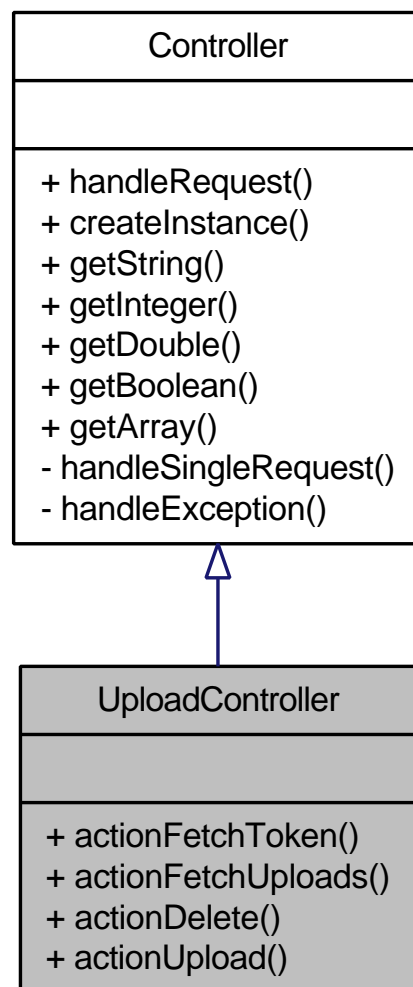 Controller
+ handleRequest()
+ createInstance()
+ getString()
+ getInteger()
+ getDouble()
+ getBoolean()
+ getArray()
- handleSingleRequest()
- handleException()
UploadController
+ actionFetchToken()
+ actionFetchUploads()
+ actionDelete()
+ actionUpload()